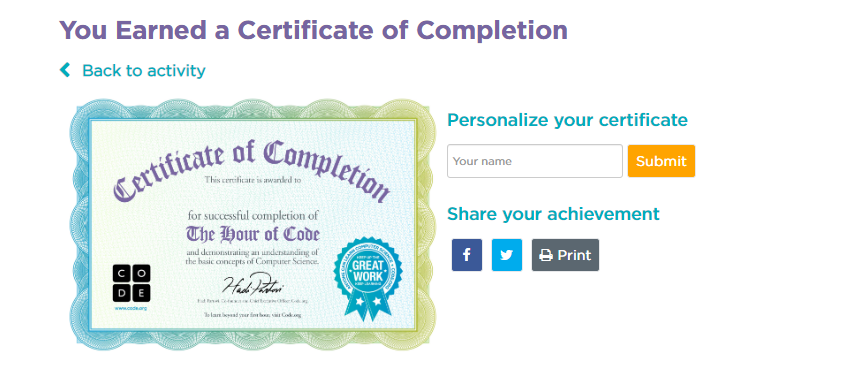 You Earned a Certificate of Completion
Back to activity
Certificate of Completion
This certificate is awarded to
for successful completion of
The Hour of Code
and demonstrating an understanding of
the basic concepts of Computer Science.
C O
D E
www.code.org
GREAT
WORK
Hadi Partovi
To learn beyond your first hour, visit Code.org
Personalize your certificate
Your name
Submit
Share your achievement
f
Print